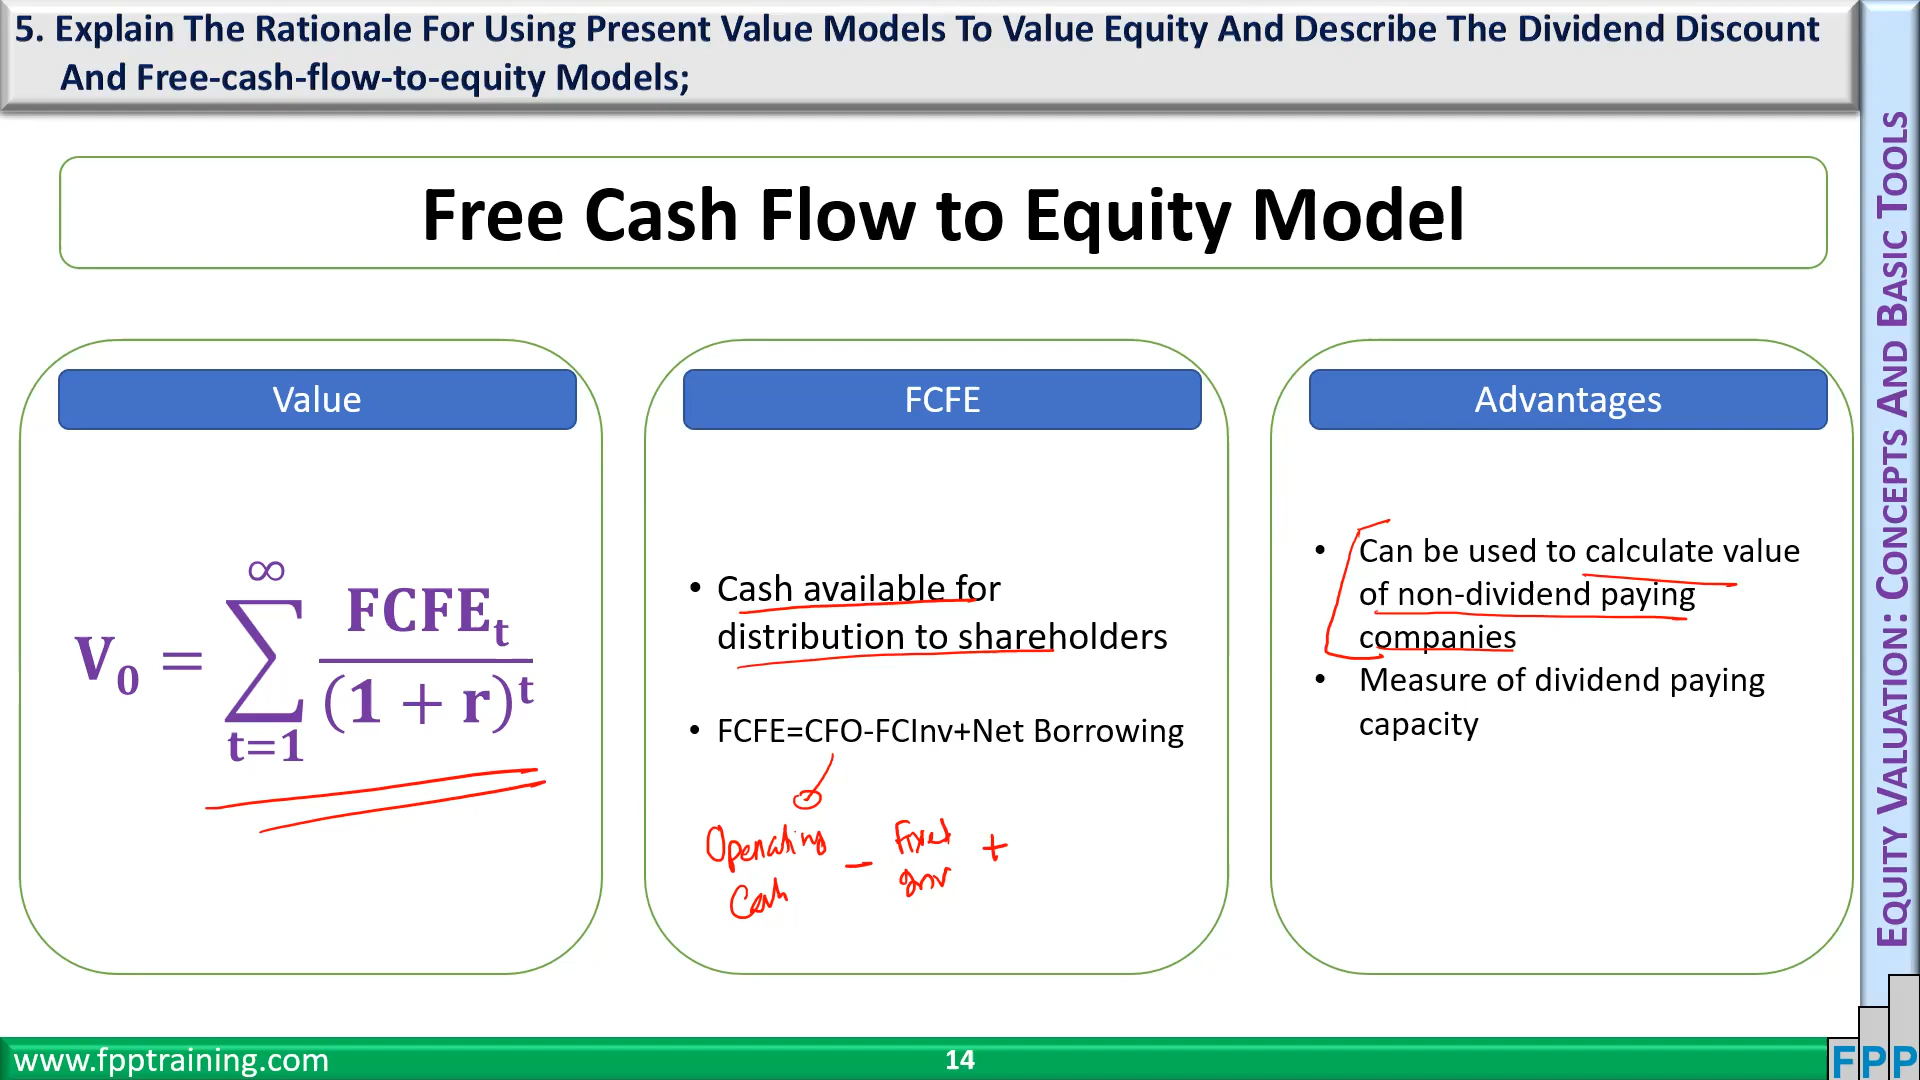 5. Explain The Rationale For Using Present Value Models To Value Equity And Describe The Dividend Discount
And Free-cash-flow-to-equity Models;
Free Cash Flow to Equity Model
Value
V₀ = ∑ t=1 ∞ FCFEₜ / (1 + r)ᵗ
FCFE
• Cash available for
distribution to shareholders
• FCFE=CFO-FCInv+Net Borrowing
Operating − Fixed +
Cash Inv
Advantages
• Can be used to calculate value
of non-dividend paying
companies
• Measure of dividend paying
capacity
EQUITY VALUATION: CONCEPTS AND BASIC TOOLS
www.fpptraining.com
14
FPP